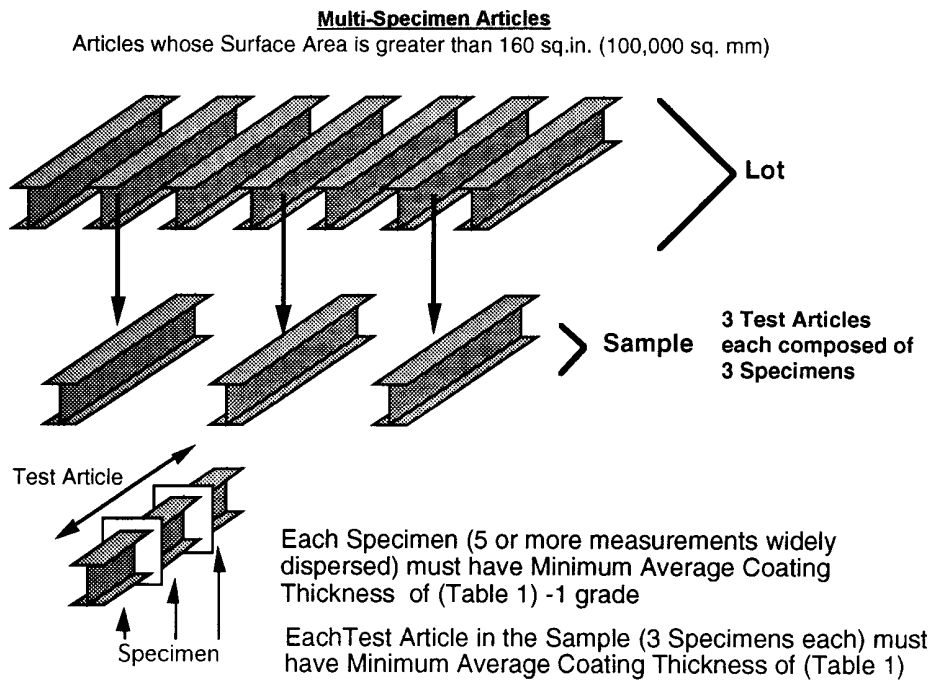 Multi-Specimen Articles
Articles whose Surface Area is greater than 160 sq.in. (100,000 sq. mm)
Lot
Sample
3 Test Articles
each composed of
3 Specimens
Test Article
Each Specimen (5 or more measurements widely
dispersed) must have Minimum Average Coating
Thickness of (Table 1) -1 grade
EachTest Article in the Sample (3 Specimens each) must
have Minimum Average Coating Thickness of (Table 1)
Specimen